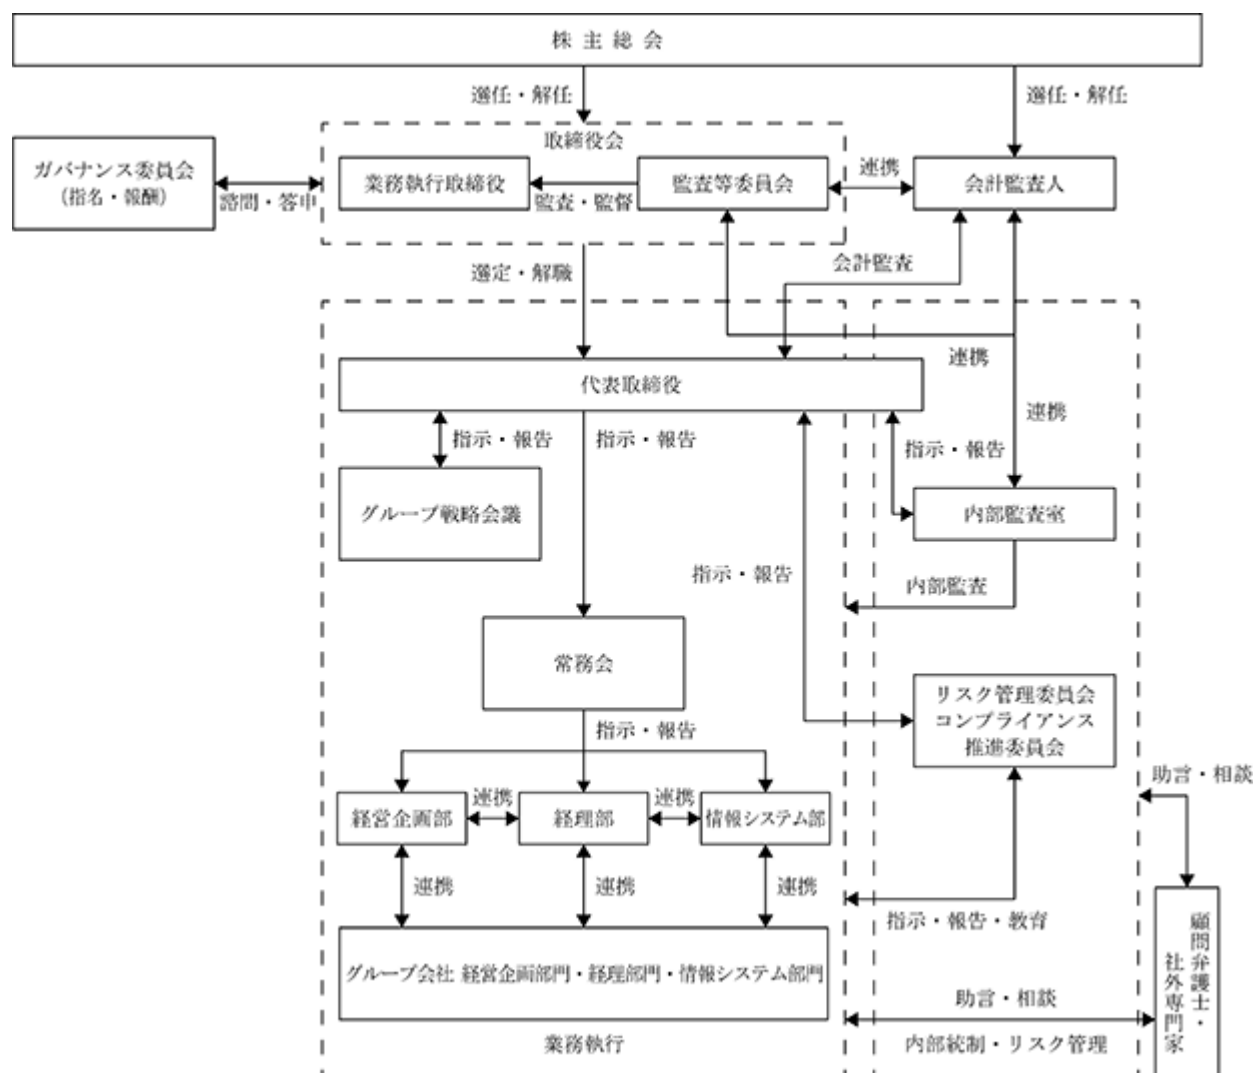 株主総会
選任・解任
選任・解任
取締役会
ガバナンス委員会
(指名・報酬)
諮問・答申
業務執行取締役
監査・監督
監査等委員会
連携
会計監査人
選定・解職
会計監査
連携
代表取締役
連携
指示・報告
指示・報告
指示・報告
グループ戦略会議
内部監査室
指示・報告
内部監査
常務会
リスク管理委員会
コンプライアンス
推進委員会
指示・報告
助言・相談
経営企画部
連携
経理部
連携
情報システム部
連携
連携
連携
指示・報告・教育
顧問弁護士・
社外専門家
グループ会社 経営企画部門・経理部門・情報システム部門
助言・相談
業務執行
内部統制・リスク管理